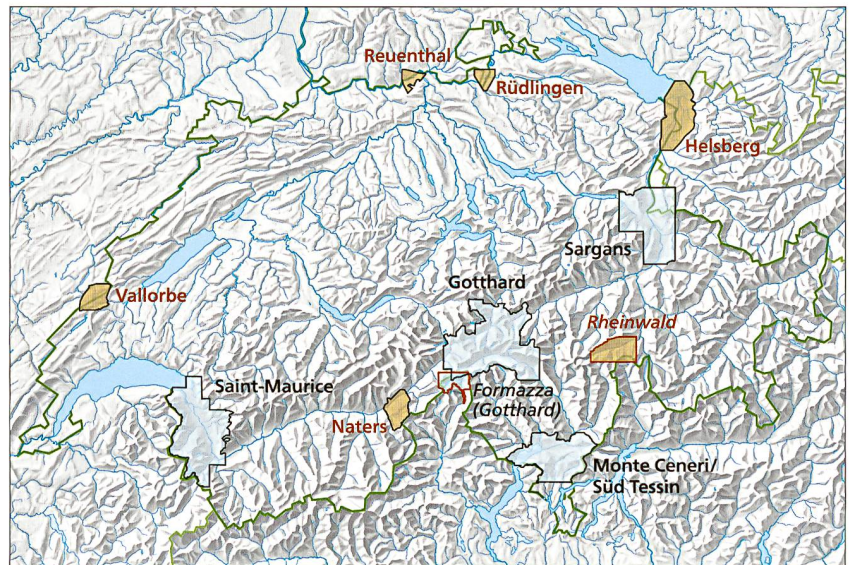 Reuenthal
Rüdlingen
Helsberg
Sargans
Vallorbe
Gotthard
Rheinwald
Saint-Maurice
Formazza
(Gotthard)
Naters
Monte Ceneri/
Süd Tessin